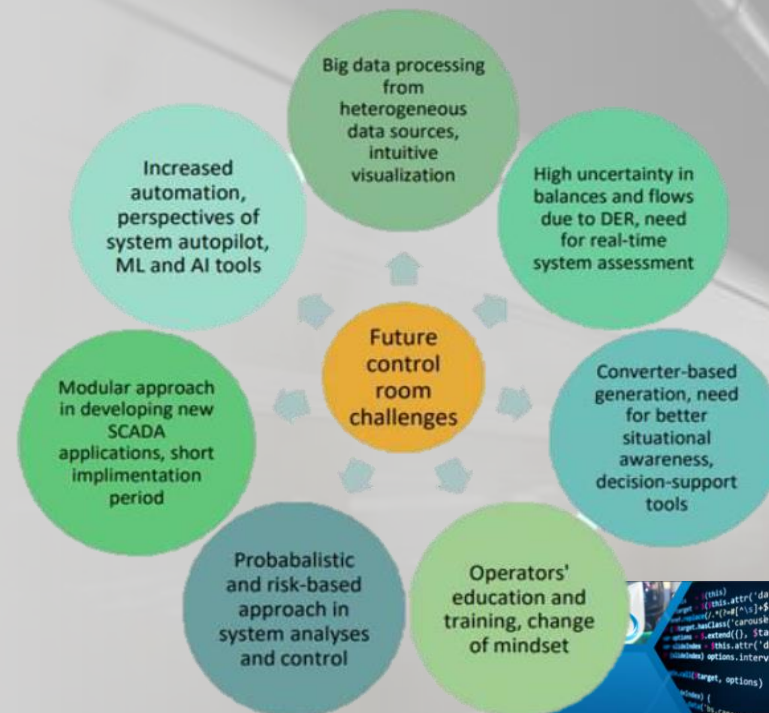 Big data processing
from
heterogeneous
data sources,
intuitive
visualization
High uncertainty in
balances and flows
due to DER, need
for real-time
system assessment
Converter-based
generation, need
for better
situational
awareness,
decision-support
tools
Operators'
education and
training, change
of mindset
Probabalistic
and risk-based
approach in
system analyses
and control
Modular approach
in developing new
SCADA
applications, short
implimentation
period
Increased
automation,
perspectives of
system autopilot,
ML and AI tools
Future
control
room
challenges